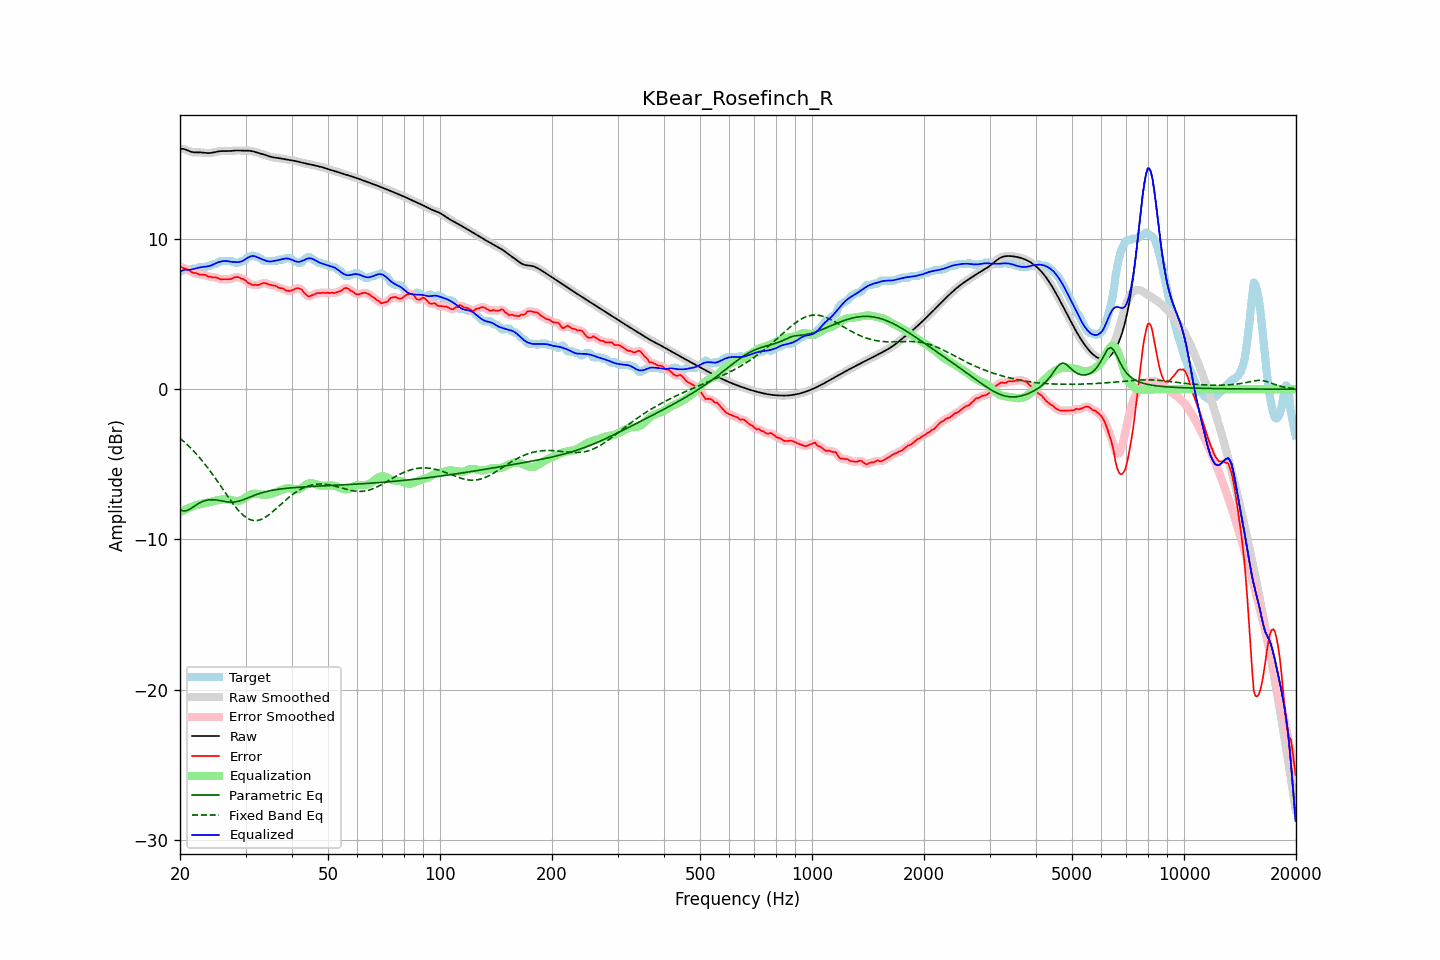 KBear_Rosefinch_R
Amplitude (dBr)
10
0
−10
−20
−30
Target
Raw Smoothed
Error Smoothed
Raw
Error
Equalization
Parametric Eq
Fixed Band Eq
Equalized
20 50 100 200 500 1000 2000 5000 10000 20000
Frequency (Hz)